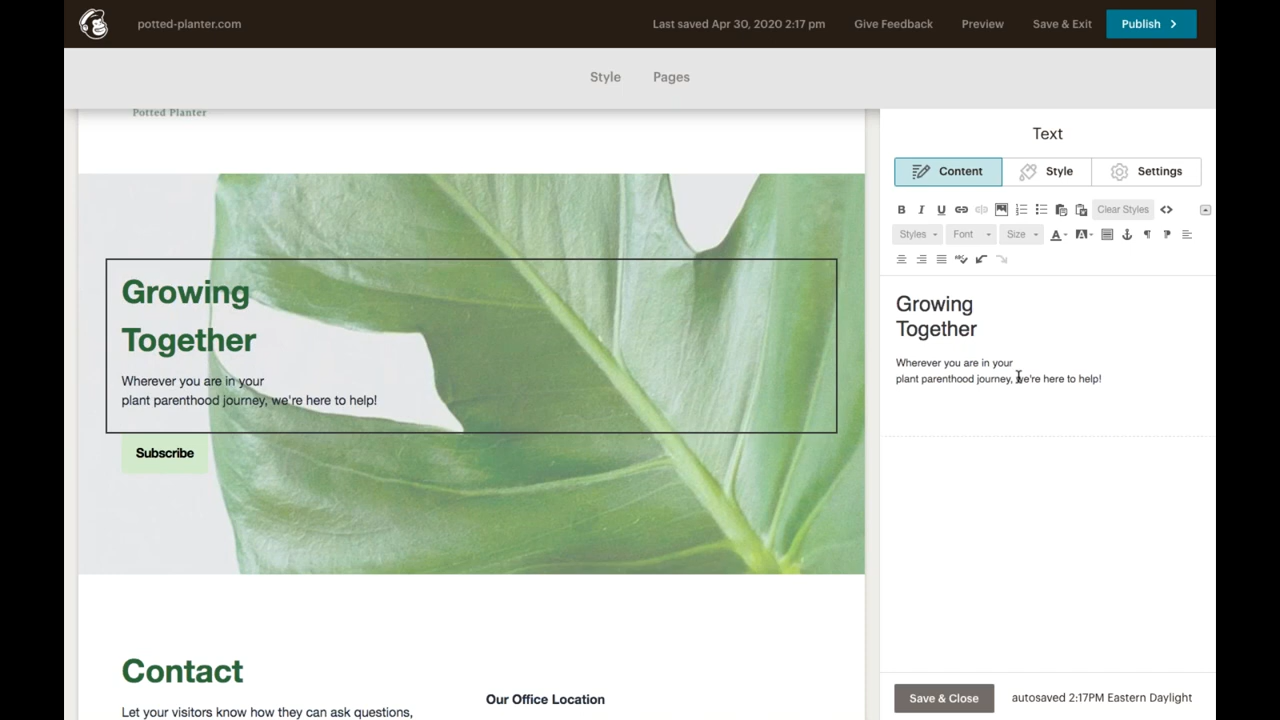 potted-planter.com
Last saved Apr 30, 2020 2:17 pm
Give Feedback
Preview
Save & Exit
Publish
Style
Pages
Potted Planter
Growing
Together
Wherever you are in your
plant parenthood journey, we're here to help!
Subscribe
Contact
Let your visitors know how they can ask questions,
Our Office Location
Text
Content
Style
Settings
B I U
Clear Styles
Styles
Font
Size
A
A
Growing
Together
Wherever you are in your
plant parenthood journey, we're here to help!
Save & Close
autosaved 2:17PM Eastern Daylight